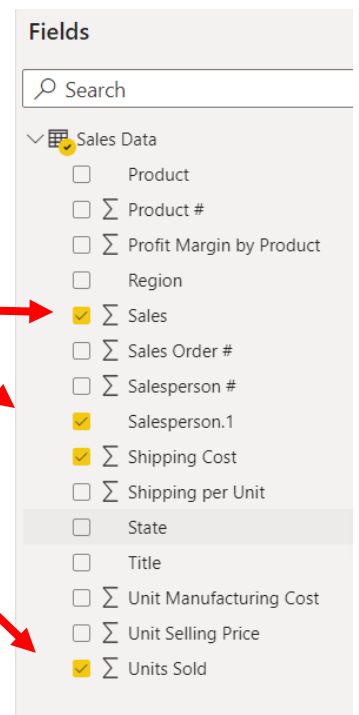 Fields
Search
Sales Data
Product
∑ Product #
∑ Profit Margin by Product
Region
∑ Sales
∑ Sales Order #
∑ Salesperson #
Salesperson.1
∑ Shipping Cost
∑ Shipping per Unit
State
Title
∑ Unit Manufacturing Cost
∑ Unit Selling Price
∑ Units Sold